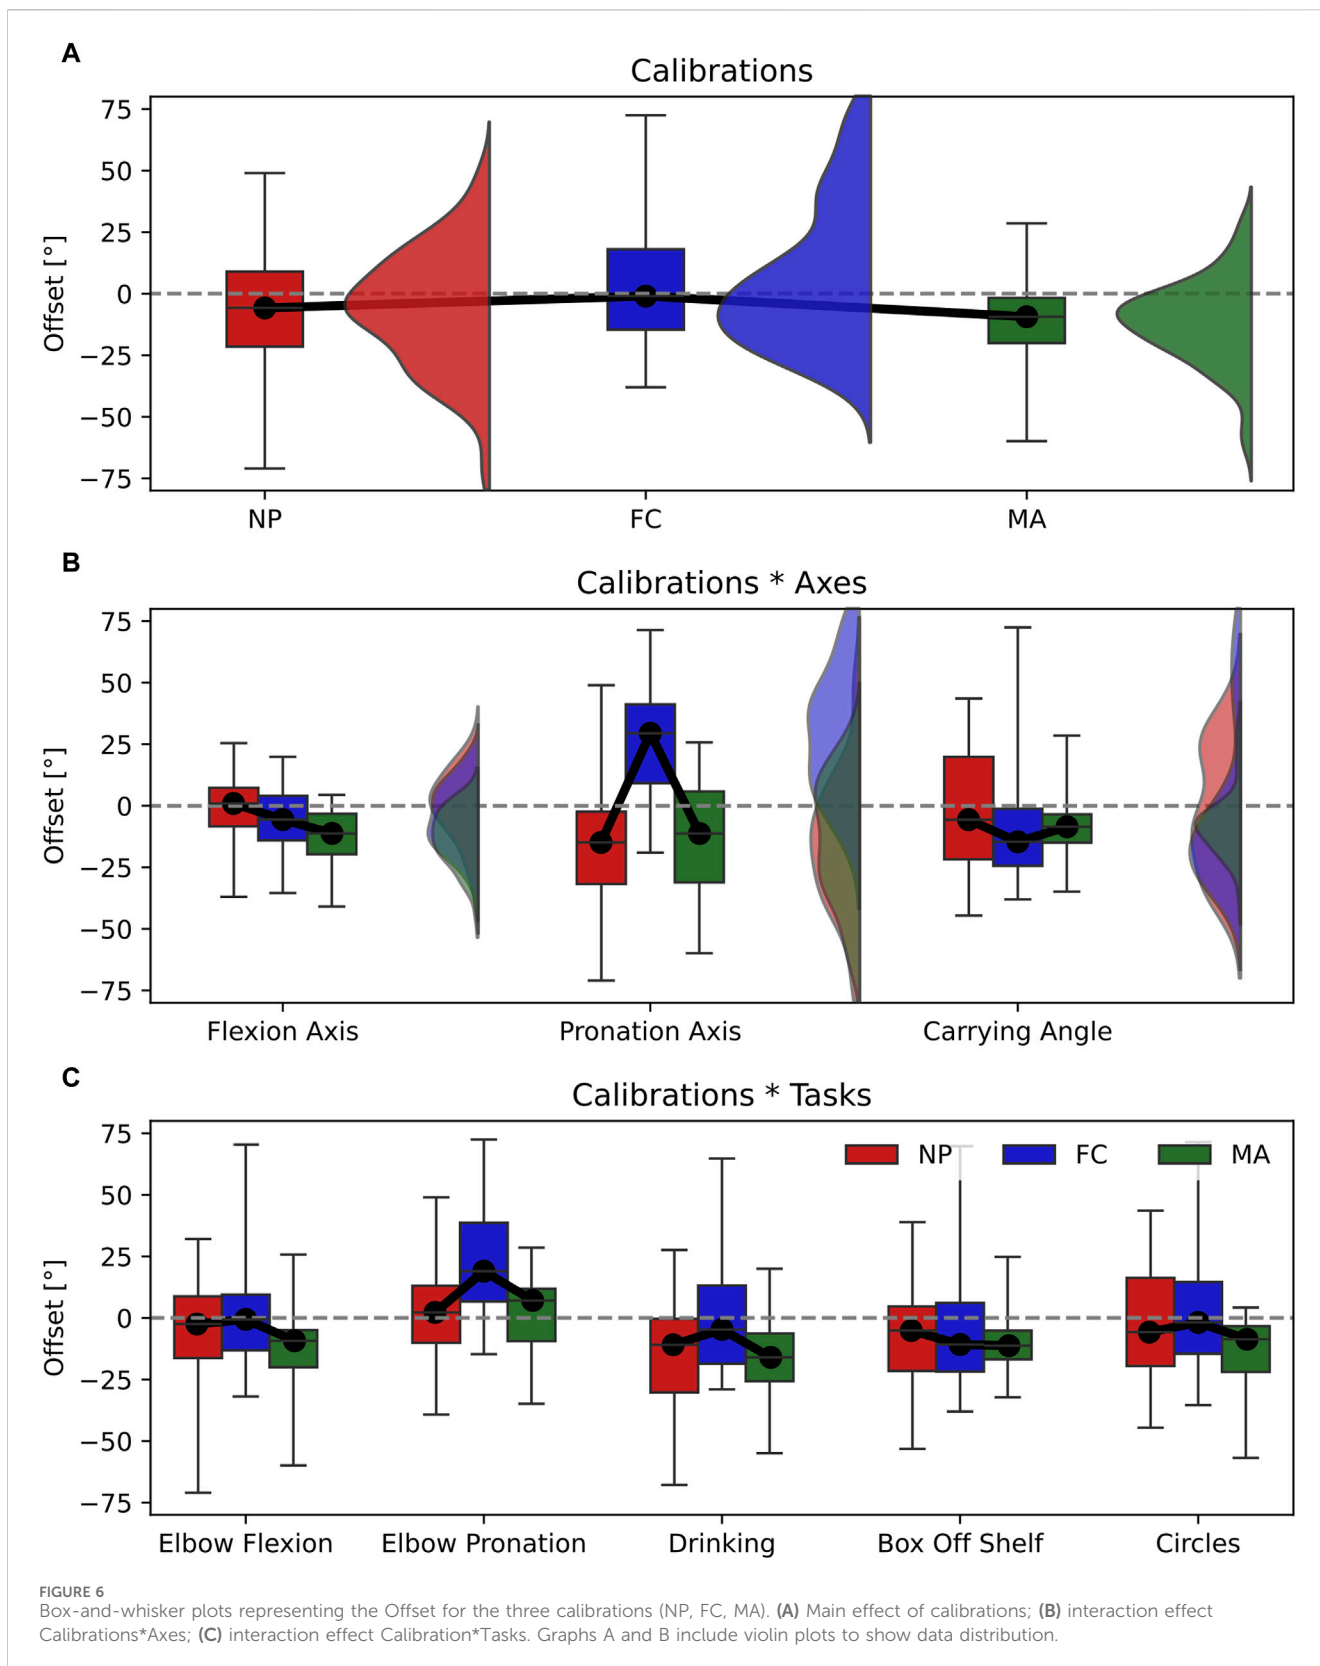 A
Calibrations
75
50
25
0
−25
−50
−75
Offset [°]
NP FC MA
B
Calibrations * Axes
75
50
25
0
−25
−50
−75
Offset [°]
Flexion Axis Pronation Axis Carrying Angle
C
Calibrations * Tasks
NP FC MA
75
50
25
0
−25
−50
−75
Offset [°]
Elbow Flexion Elbow Pronation Drinking Box Off Shelf Circles
FIGURE 6
Box-and-whisker plots representing the Offset for the three calibrations (NP, FC, MA). (A) Main effect of calibrations; (B) interaction effect
Calibrations*Axes; (C) interaction effect Calibration*Tasks. Graphs A and B include violin plots to show data distribution.